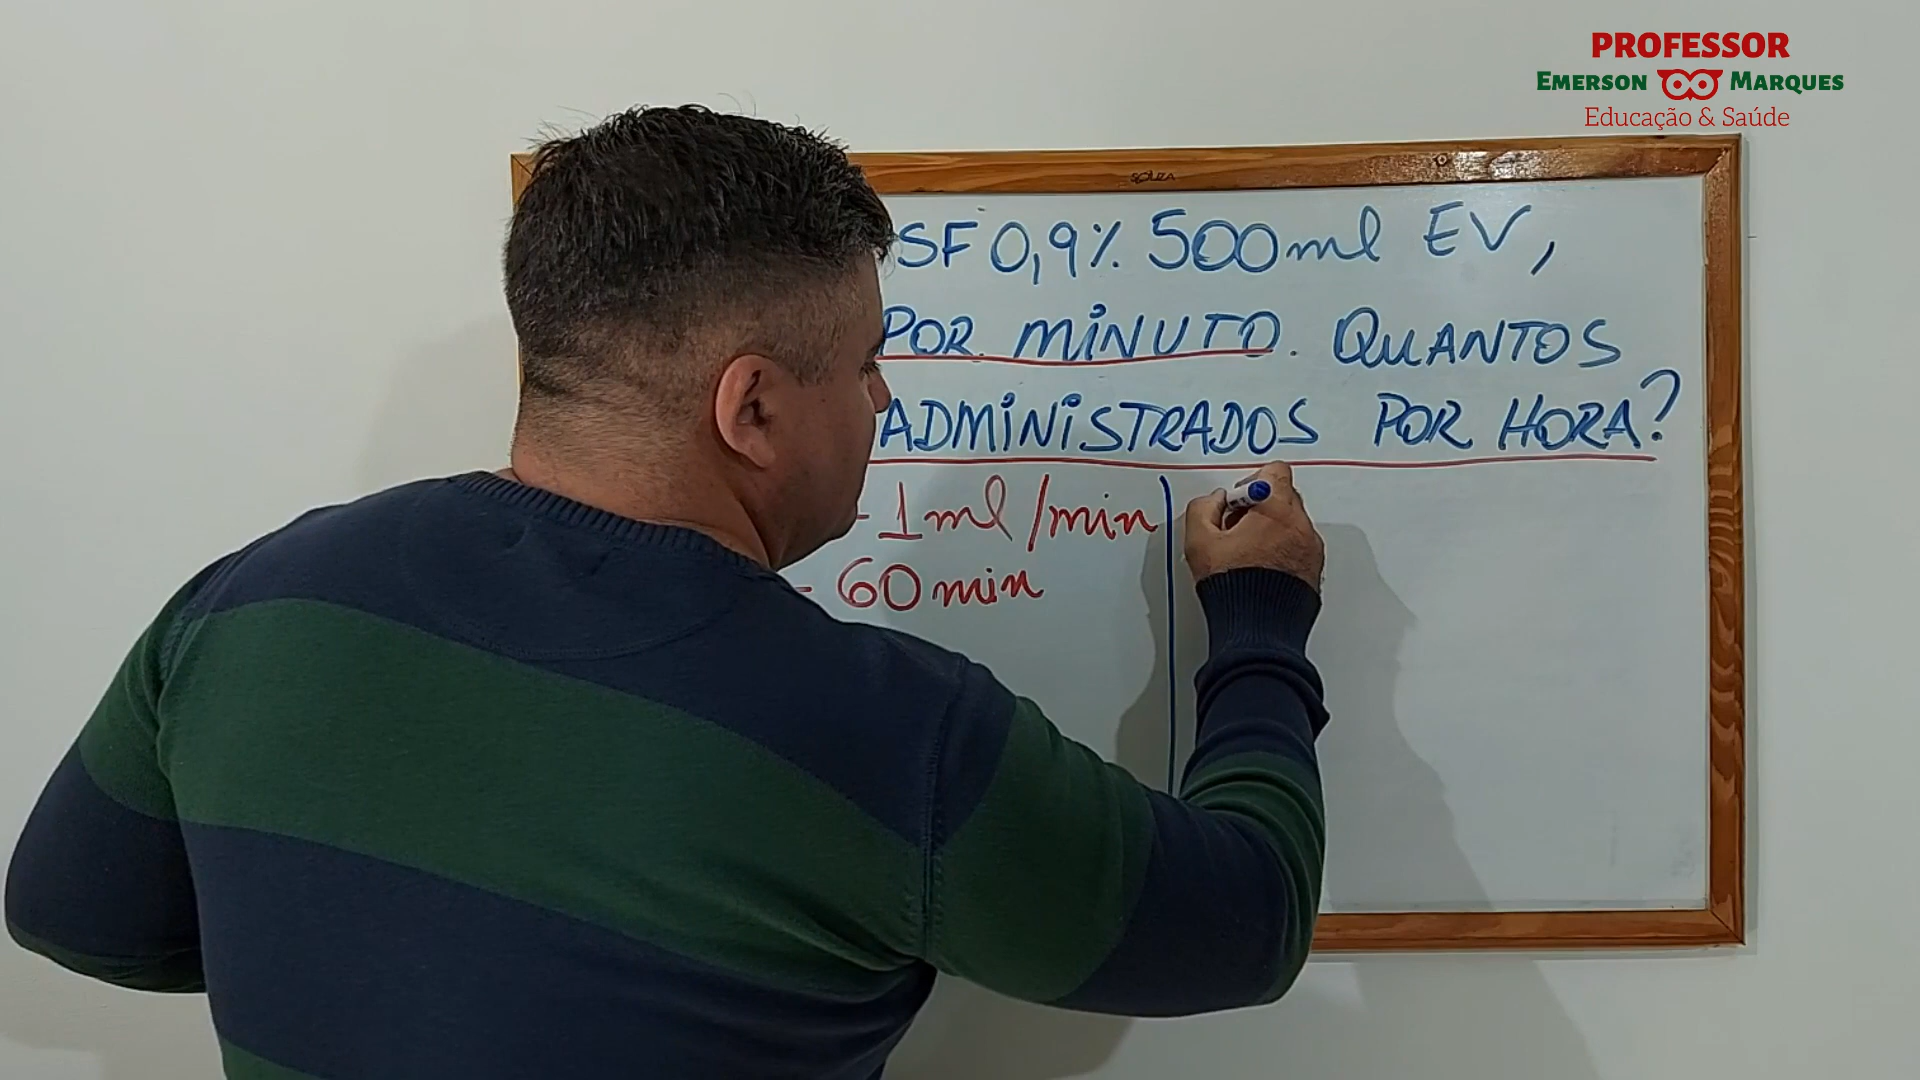 PROFESSOR
EMERSON MARQUES
Educação & Saúde
SOUZA
SF 0,9% 500ml EV,
POR MINUTO. QUANTOS
ADMINISTRADOS POR HORA?
- 1ml/min
- 60min